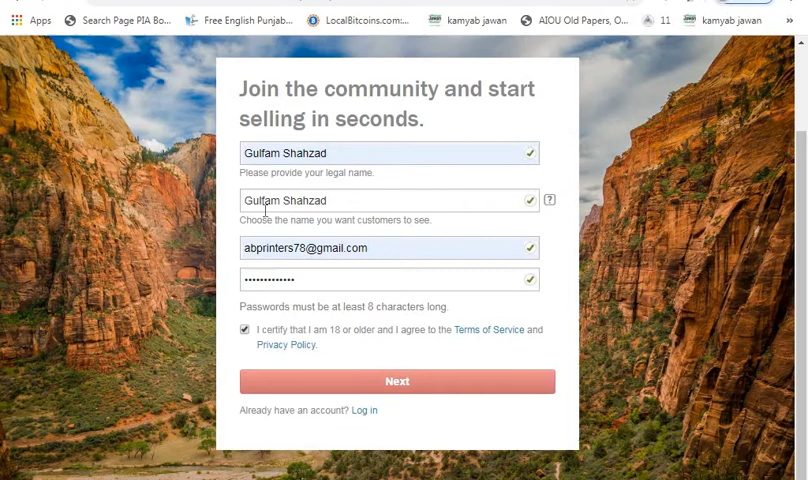 Apps Search Page PIA Bo... Free English Punjab... LocalBitcoins.com:... kamyab jawan AIOU Old Papers, O... 11 kamyab jawan »
Join the community and start
selling in seconds.
Gulfam Shahzad
Please provide your legal name.
Gulfam Shahzad ?
Choose the name you want customers to see.
abprinters78@gmail.com
•••••••••••••
Passwords must be at least 8 characters long.
I certify that I am 18 or older and I agree to the Terms of Service and
Privacy Policy.
Next
Already have an account? Log in